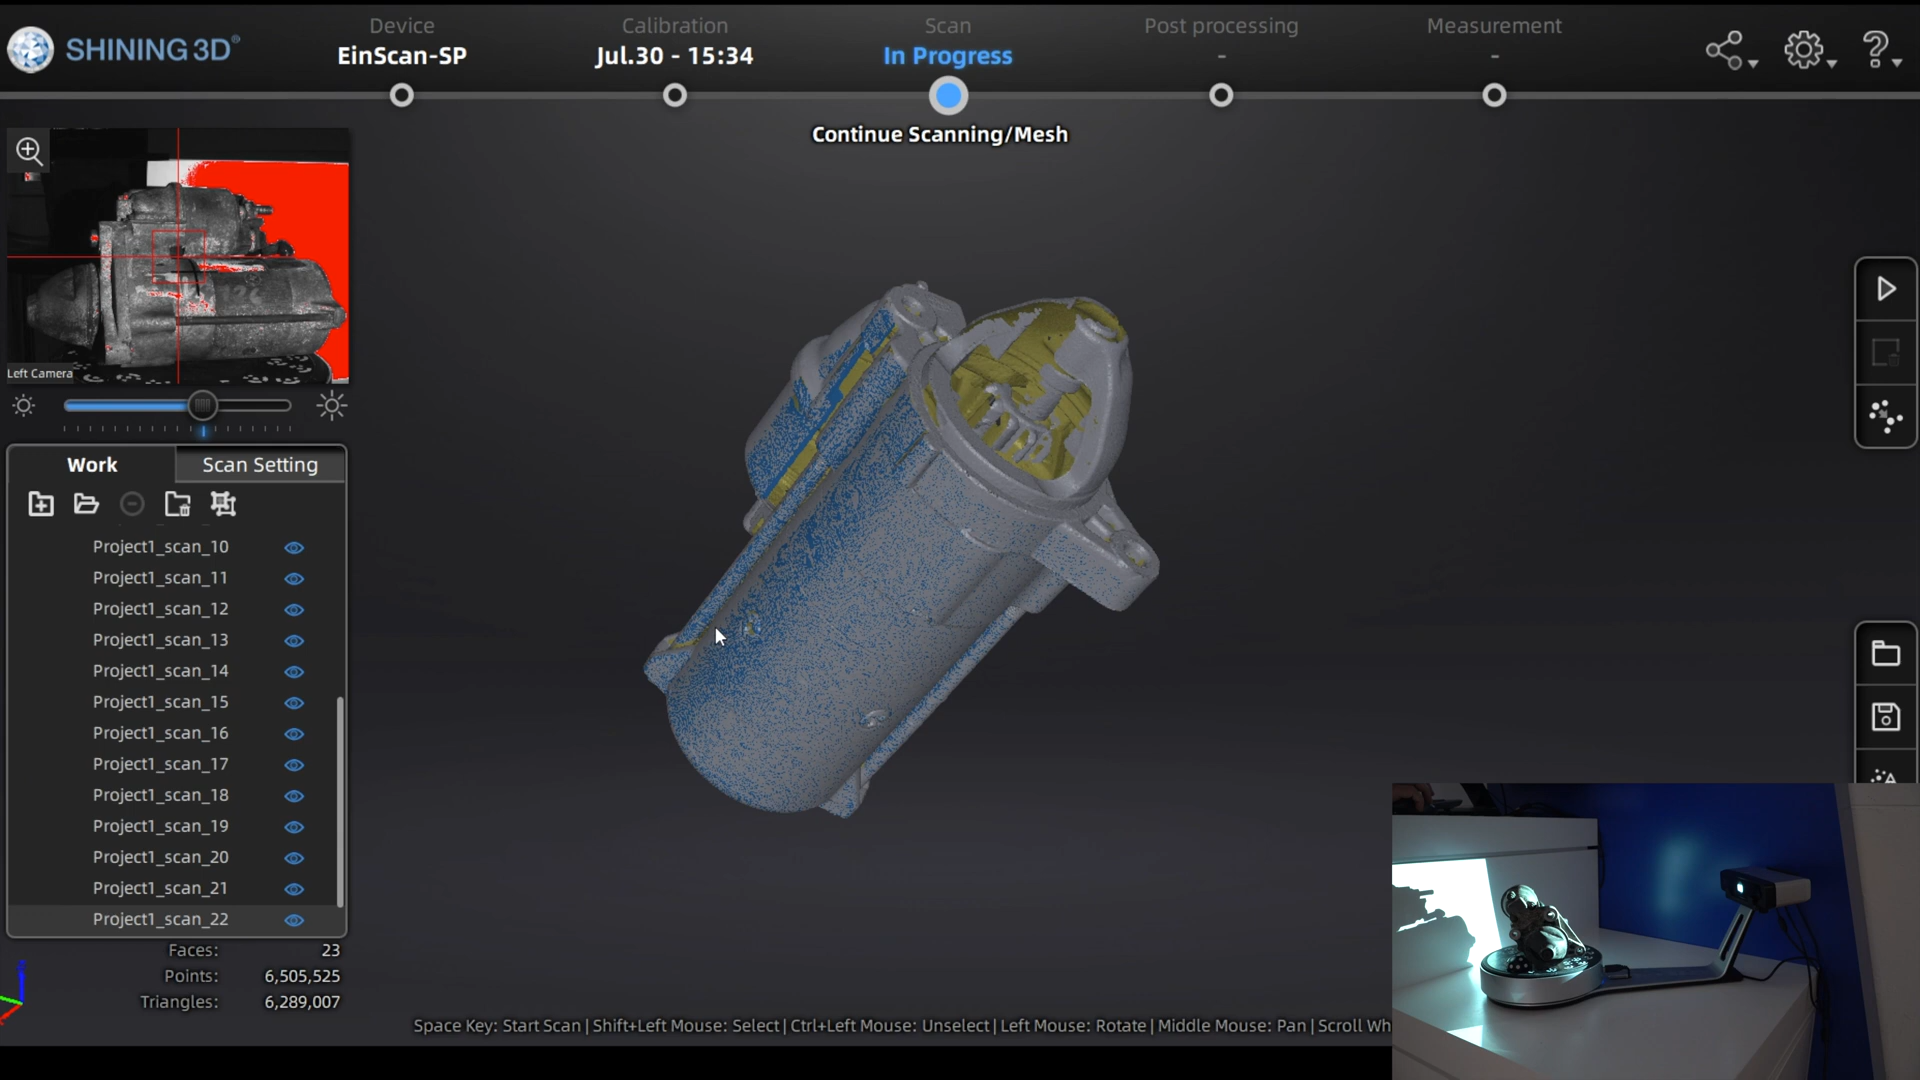 SHINING 3D®
Device
EinScan-SP
Calibration
Jul.30 - 15:34
Scan
In Progress
Post processing
-
Measurement
-
Continue Scanning/Mesh
Left Camera
Work
Scan Setting
Project1_scan_10
Project1_scan_11
Project1_scan_12
Project1_scan_13
Project1_scan_14
Project1_scan_15
Project1_scan_16
Project1_scan_17
Project1_scan_18
Project1_scan_19
Project1_scan_20
Project1_scan_21
Project1_scan_22
Faces: 23
Points: 6,505,525
Triangles: 6,289,007
Space Key: Start Scan | Shift+Left Mouse: Select | Ctrl+Left Mouse: Unselect | Left Mouse: Rotate | Middle Mouse: Pan | Scroll Wh